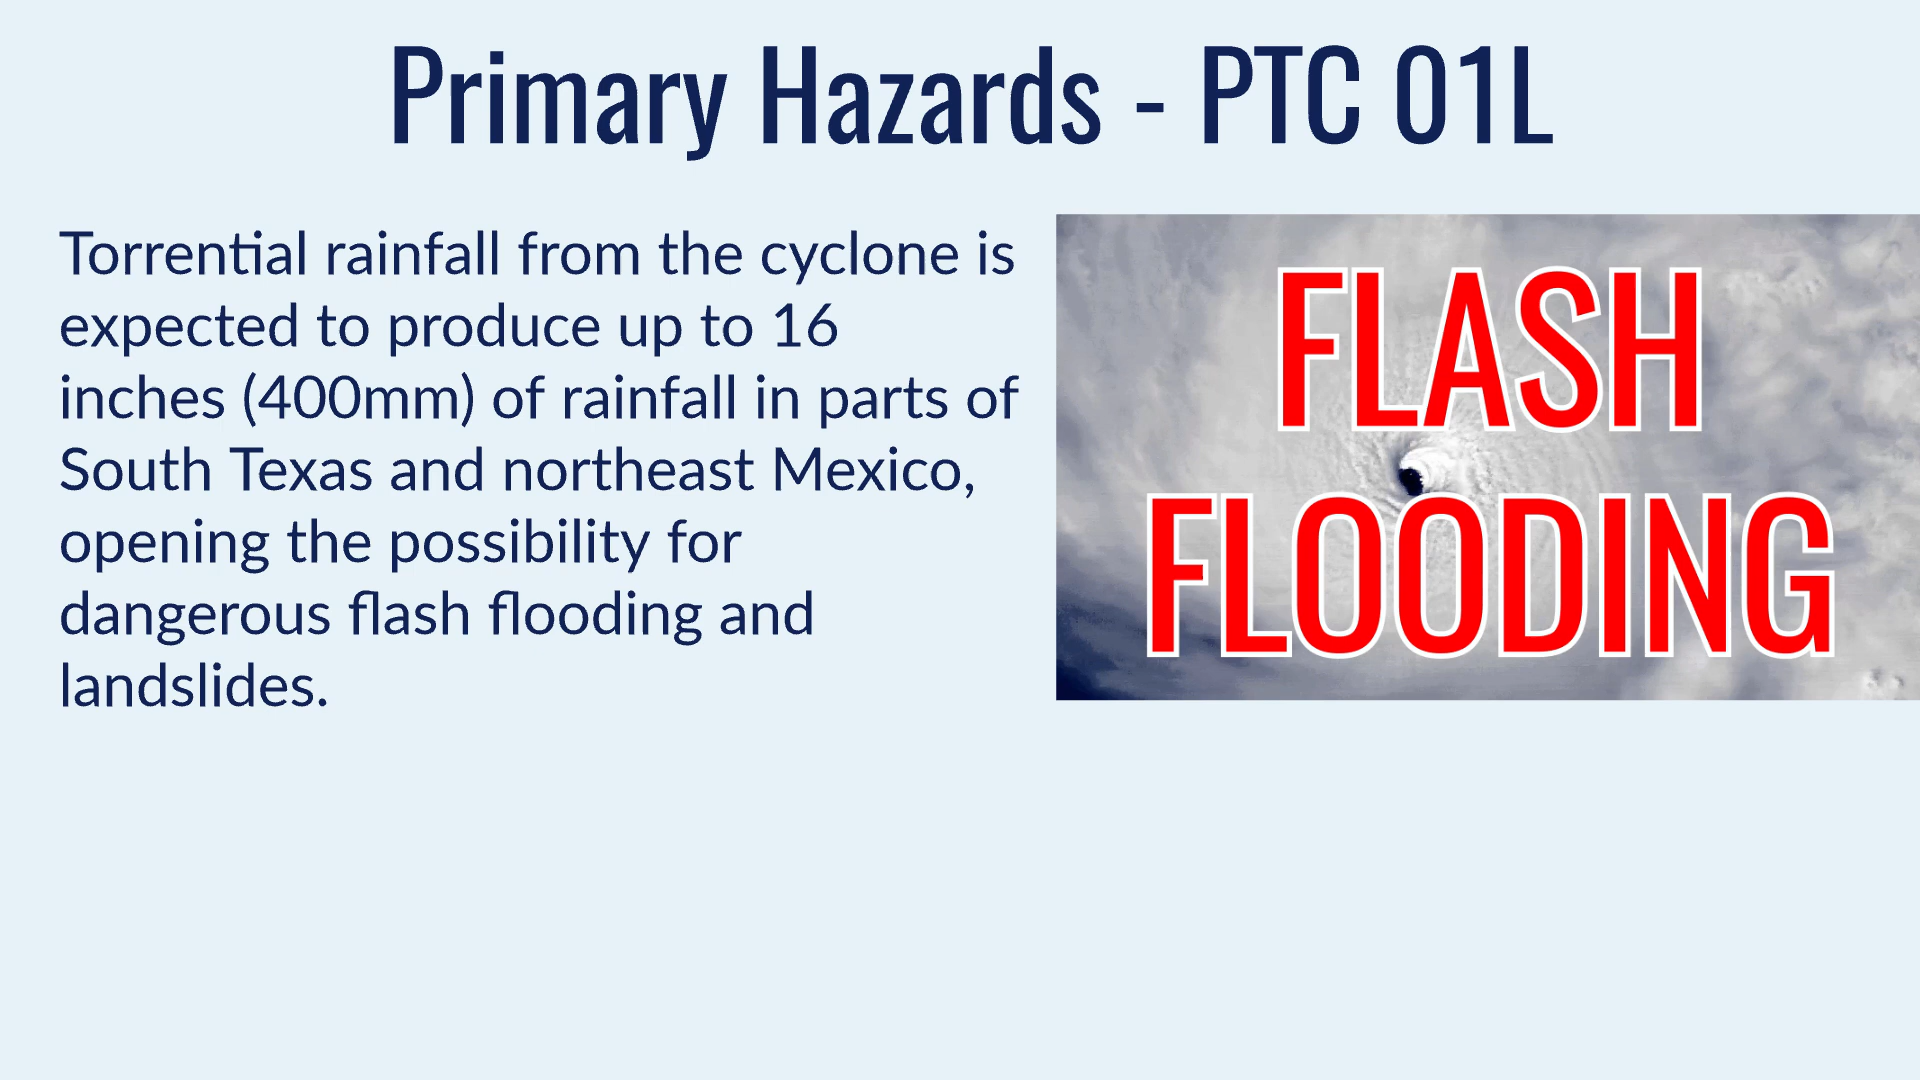 Primary Hazards - PTC 01L
Torrential rainfall from the cyclone is
expected to produce up to 16
inches (400mm) of rainfall in parts of
South Texas and northeast Mexico,
opening the possibility for
dangerous flash flooding and
landslides.
FLASH
FLOODING